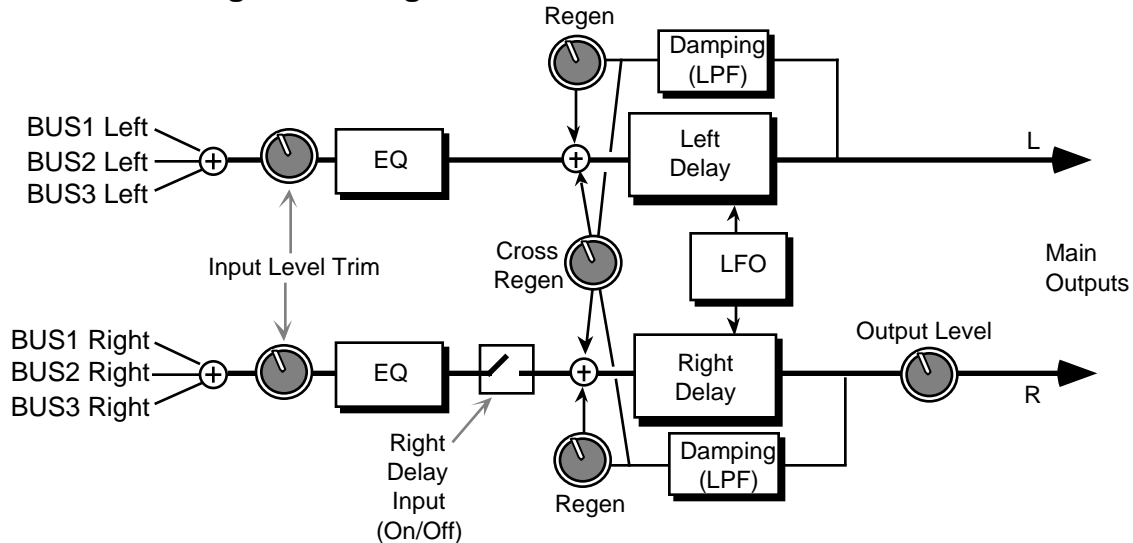 Regen
Damping
(LPF)
BUS1 Left
BUS2 Left
BUS3 Left
+
EQ
+
Left
Delay
L
Input Level Trim
Cross
Regen
LFO
Main
Outputs
BUS1 Right
BUS2 Right
BUS3 Right
+
EQ
+
Right
Delay
Output Level
R
Right
Delay
Input
(On/Off)
Regen
Damping
(LPF)